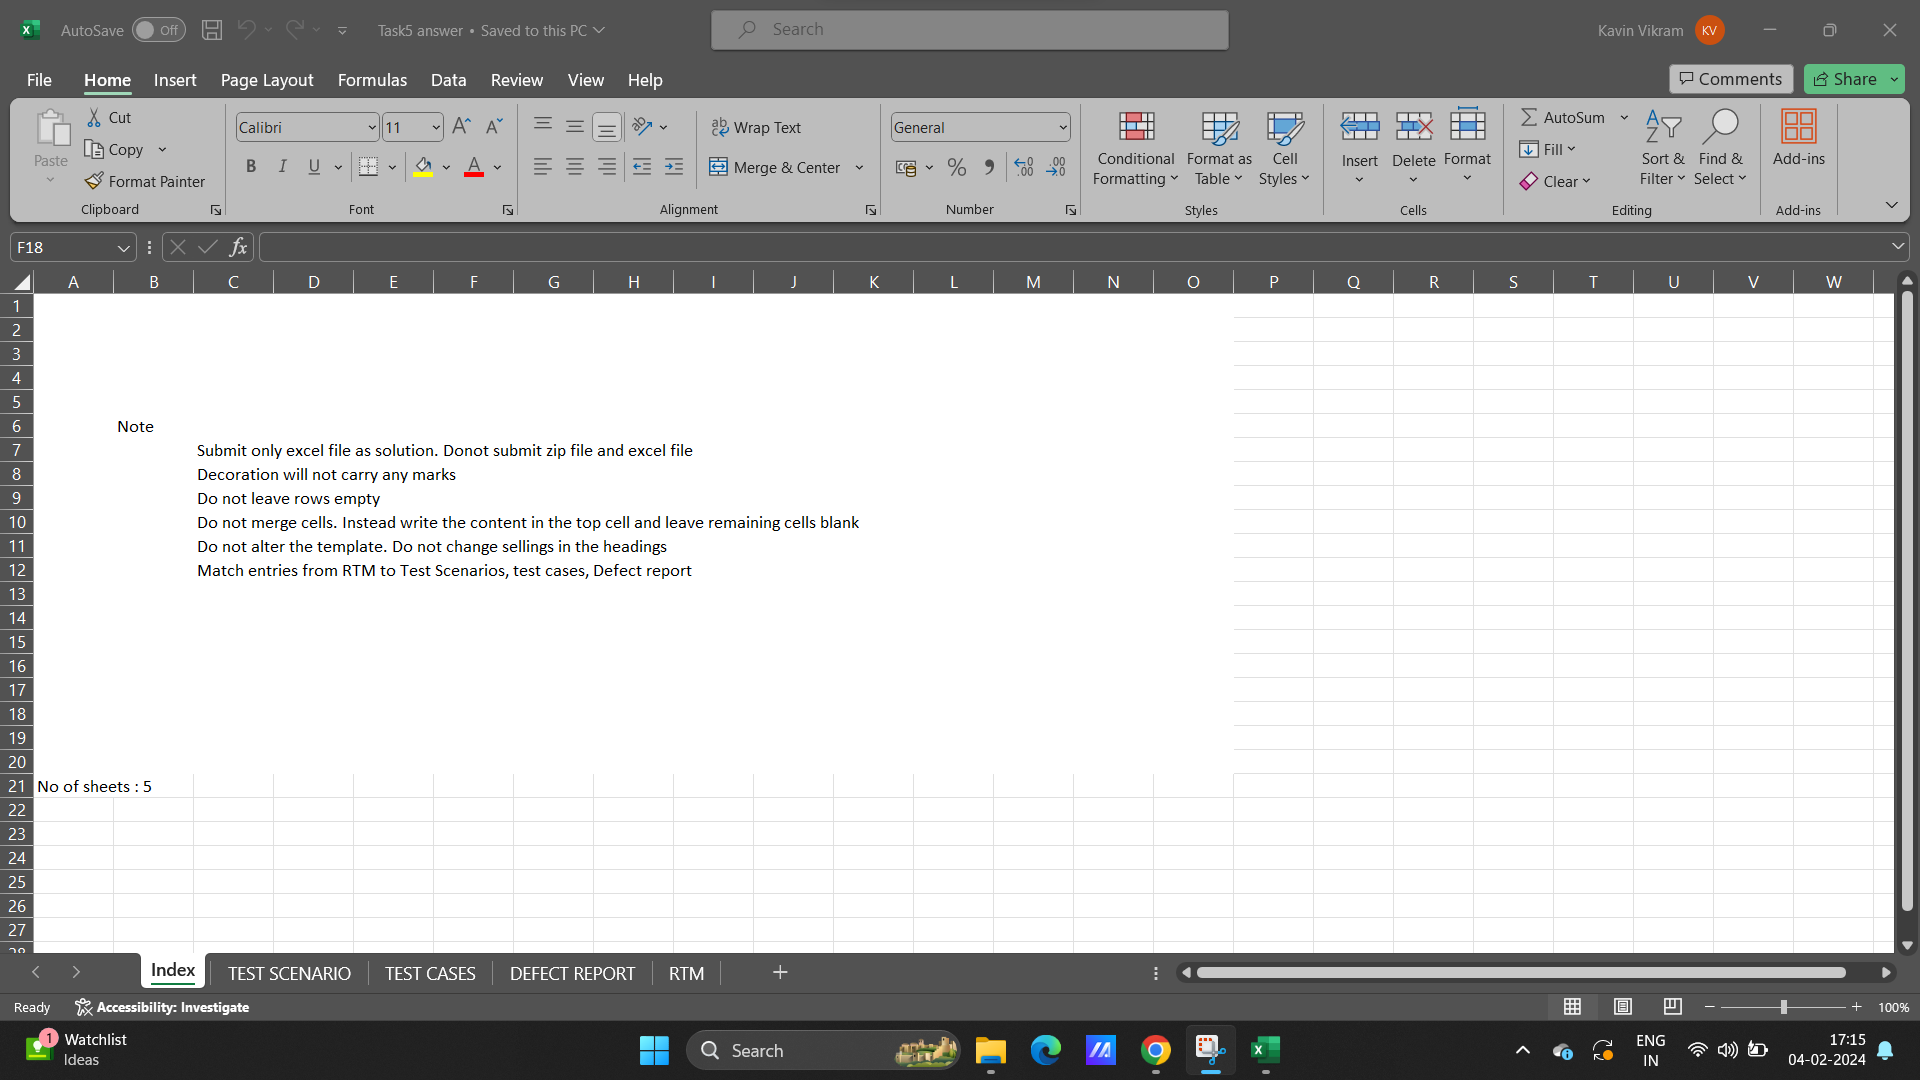 AutoSave Off Task5 answer • Saved to this PC Search Kavin Vikram KV
File Home Insert Page Layout Formulas Data Review View Help Comments Share
Paste Cut Copy Format Painter Clipboard
Calibri 11 B I U A Font
Wrap Text Merge & Center Alignment
General % Number
Conditional Formatting Format as Table Cell Styles Styles
Insert Delete Format Cells
AutoSum Fill Clear Sort & Filter Find & Select Editing
Add-ins Add-ins
F18 fx
A B C D E F G H I J K L M N O P Q R S T U V W
1
2
3
4
5
6 Note
7 Submit only excel file as solution. Donot submit zip file and excel file
8 Decoration will not carry any marks
9 Do not leave rows empty
10 Do not merge cells. Instead write the content in the top cell and leave remaining cells blank
11 Do not alter the template. Do not change sellings in the headings
12 Match entries from RTM to Test Scenarios, test cases, Defect report
13
14
15
16
17
18
19
20
21 No of sheets : 5
22
23
24
25
26
27
28
Index TEST SCENARIO TEST CASES DEFECT REPORT RTM
Ready Accessibility: Investigate 100%
1 Watchlist Ideas Search ENG IN 17:15 04-02-2024